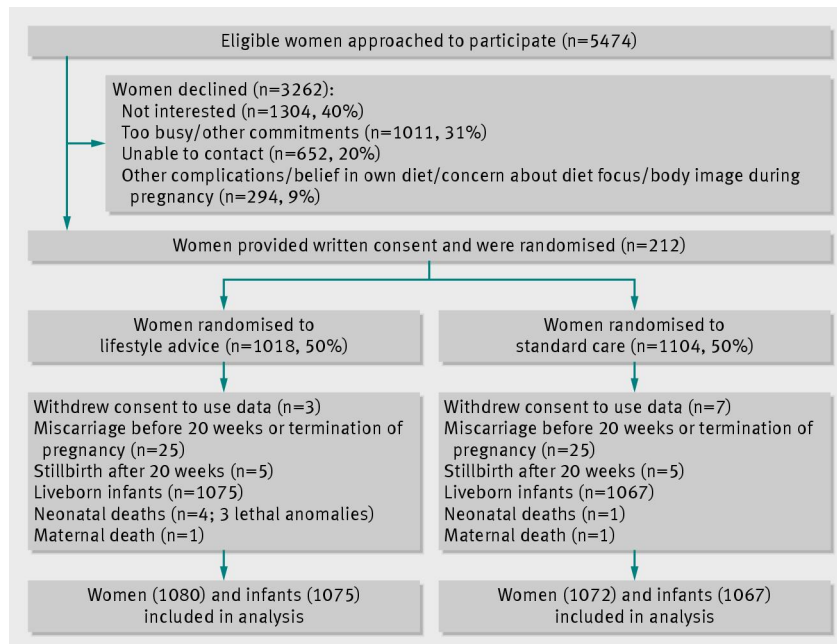 Eligible women approached to participate (n=5474)
Women declined (n=3262):
Not interested (n=1304, 40%)
Too busy/other commitments (n=1011, 31%)
Unable to contact (n=652, 20%)
Other complications/belief in own diet/concern about diet focus/body image during
pregnancy (n=294, 9%)
Women provided written consent and were randomised (n=212)
Women randomised to
lifestyle advice (n=1018, 50%)
Women randomised to
standard care (n=1104, 50%)
Withdrew consent to use data (n=3)
Miscarriage before 20 weeks or termination of
pregnancy (n=25)
Stillbirth after 20 weeks (n=5)
Liveborn infants (n=1075)
Neonatal deaths (n=4; 3 lethal anomalies)
Maternal death (n=1)
Withdrew consent to use data (n=7)
Miscarriage before 20 weeks or termination of
pregnancy (n=25)
Stillbirth after 20 weeks (n=5)
Liveborn infants (n=1067)
Neonatal deaths (n=1)
Maternal death (n=1)
Women (1080) and infants (1075)
included in analysis
Women (1072) and infants (1067)
included in analysis